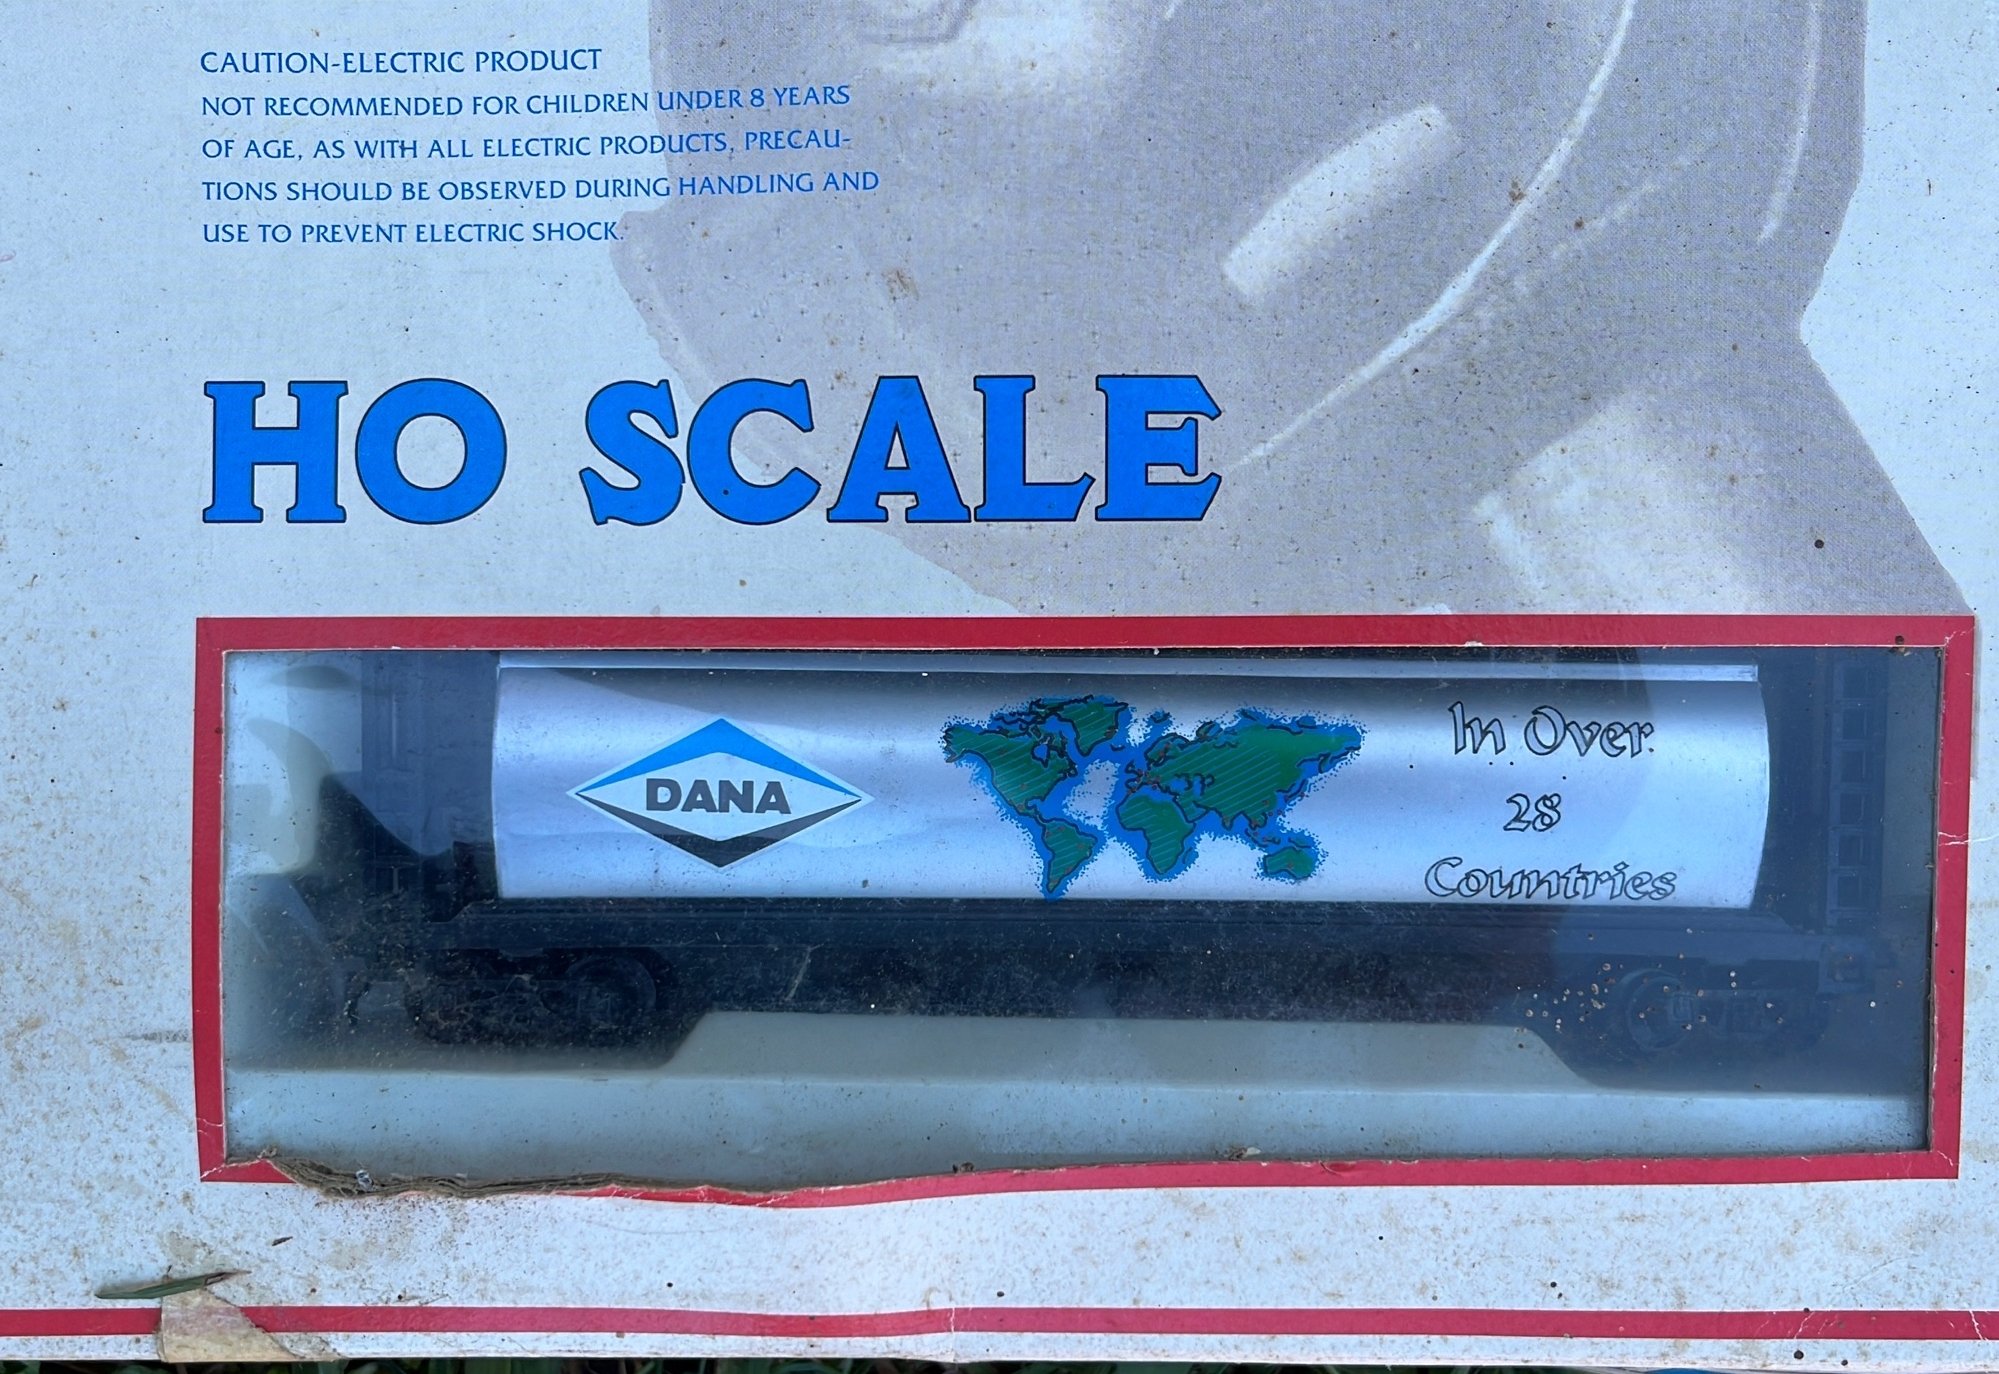 CAUTION-ELECTRIC PRODUCT
NOT RECOMMENDED FOR CHILDREN UNDER 8 YEARS
OF AGE, AS WITH ALL ELECTRIC PRODUCTS, PRECAU-
TIONS SHOULD BE OBSERVED DURING HANDLING AND
USE TO PREVENT ELECTRIC SHOCK.
HO SCALE
DANA
In Over
28
Countries